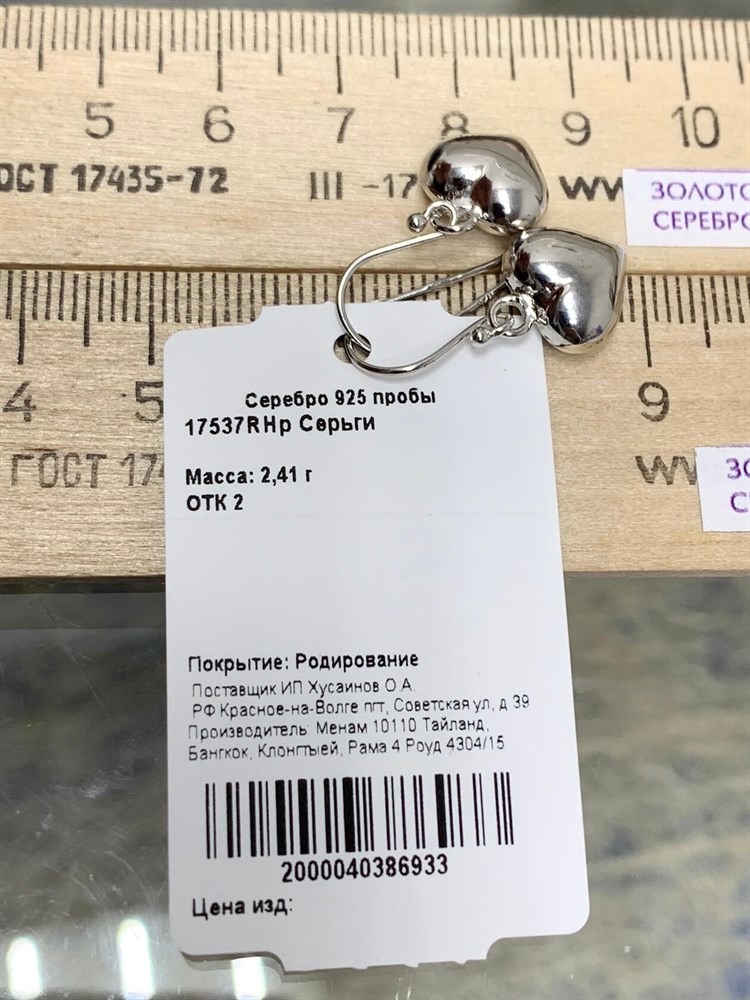 5 6 7 8 9 10
ОСТ 17435-72 III -17 WW
ЗОЛОТО
СЕРЕБРО
4 5 9
ГОСТ 174 WW
ЗО
С
Серебро 925 пробы
17537RHp Серьги
Масса: 2,41 г
ОТК 2
Покрытие: Родирование
Поставщик ИП Хусаинов О.А.
РФ Красное-на-Волге пгт, Советская ул, д 39
Производитель: Менам 10110 Тайланд,
Бангкок, Клонгтыей, Рама 4 Роуд 4304/15
2000040386933
Цена изд: